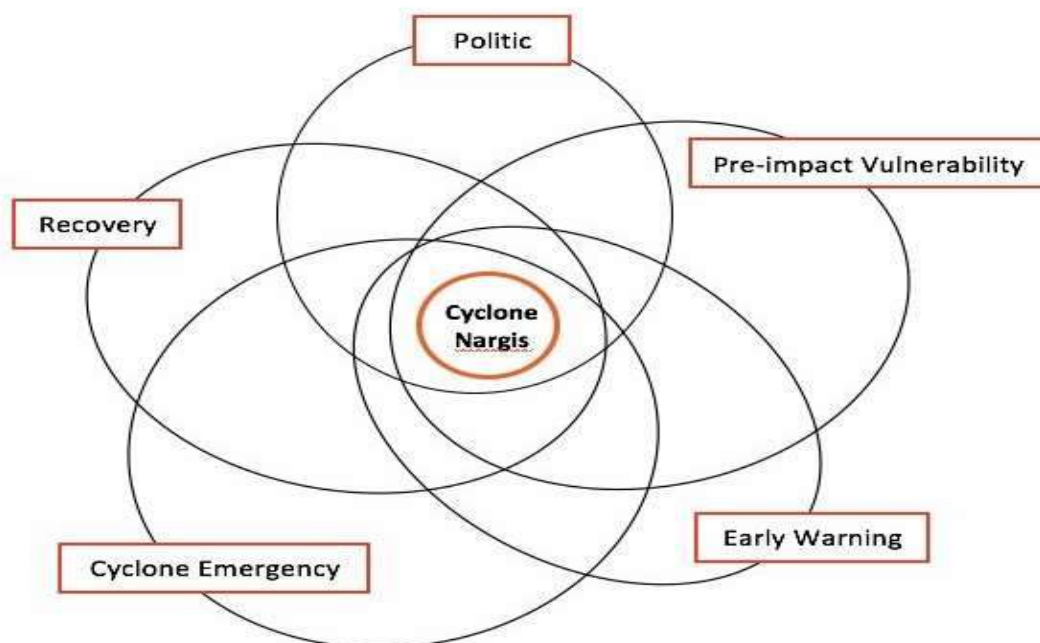 Politic
Pre-impact Vulnerability
Recovery
Cyclone
Nargis
Early Warning
Cyclone Emergency